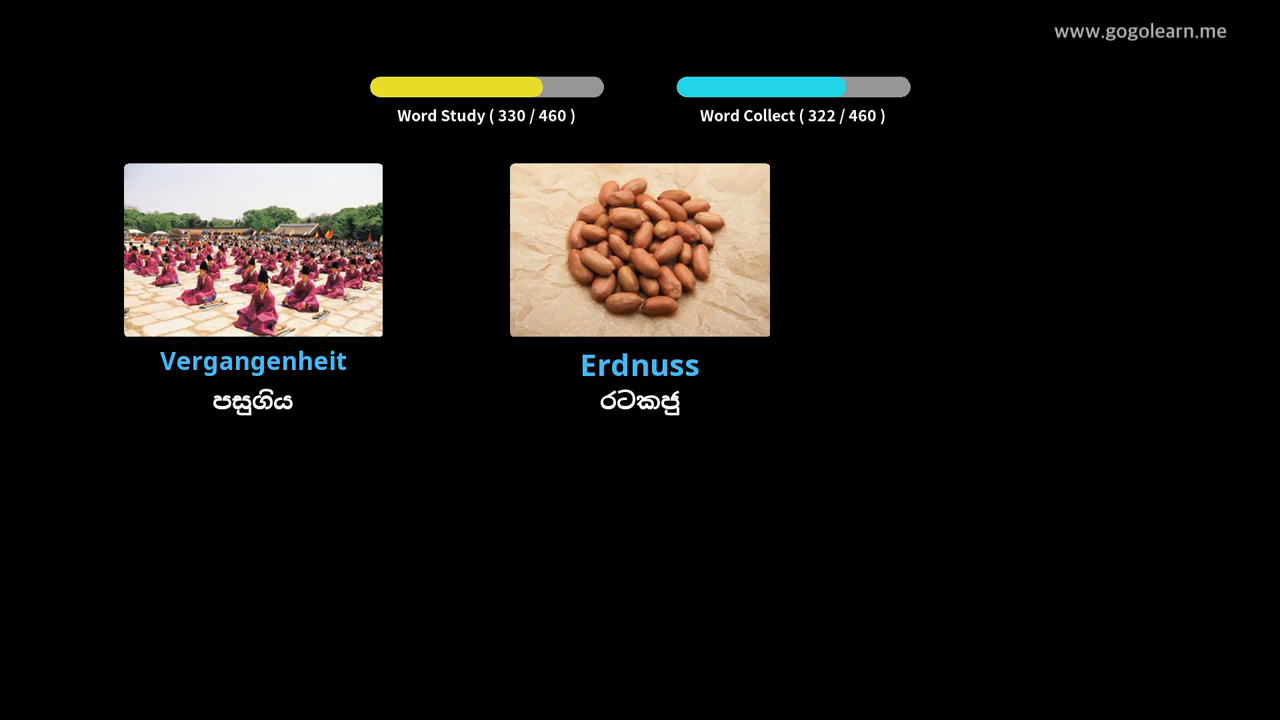 www.gogolearn.me
Word Study ( 330 / 460 )
Word Collect ( 322 / 460 )
Vergangenheit
පසුගිය
Erdnuss
රටකජු